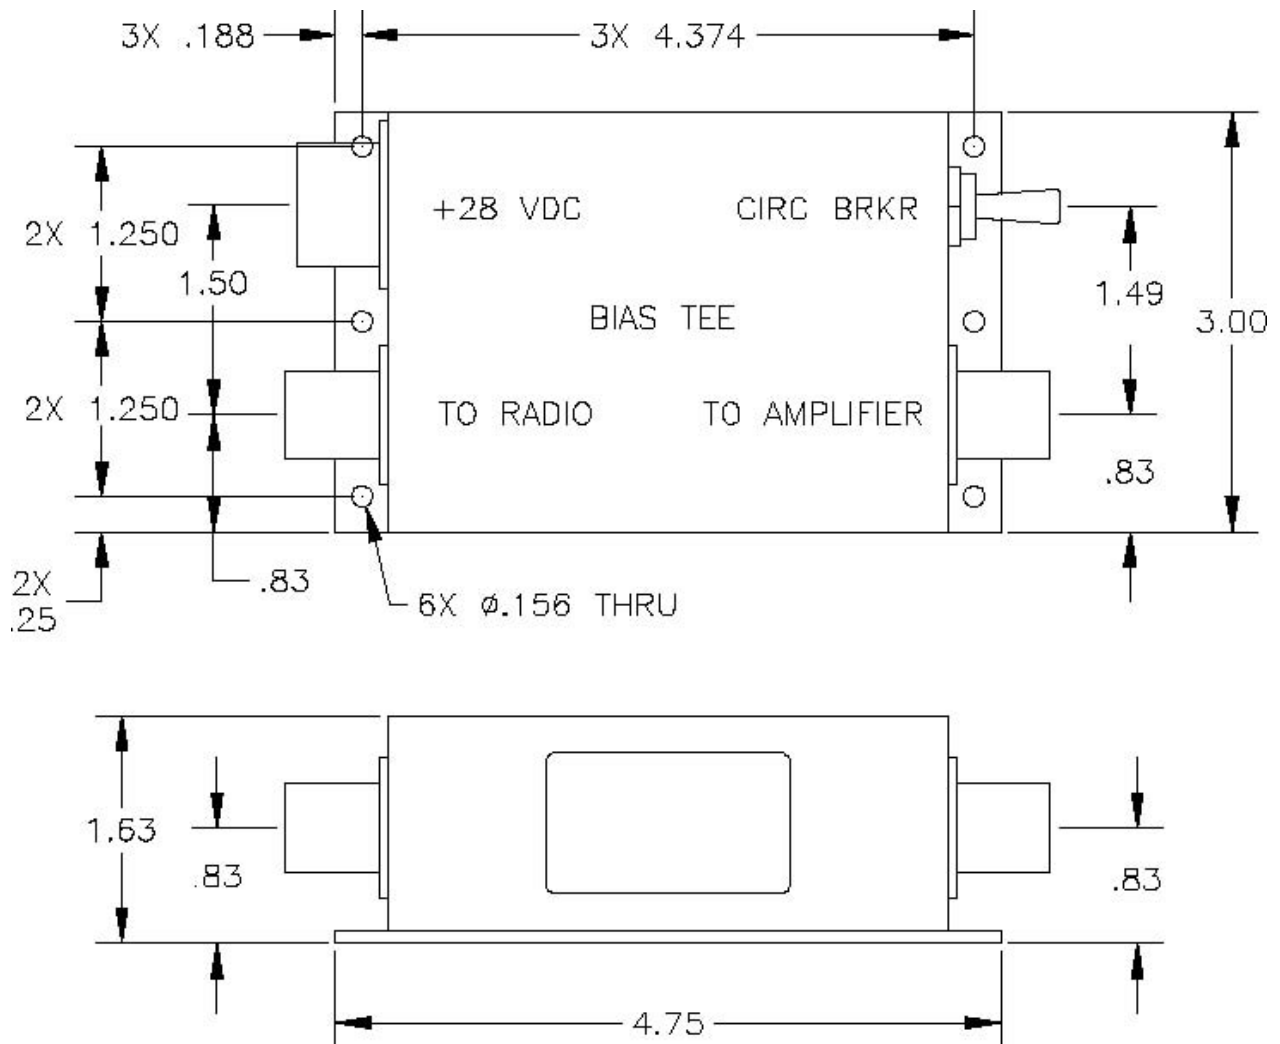 3X .188
3X 4.374
+28 VDC
CIRC BRKR
2X 1.250
1.50
1.49
BIAS TEE
3.00
2X 1.250
TO RADIO
TO AMPLIFIER
.83
2X
.25
.83
6X ø.156 THRU
1.63
.83
.83
4.75